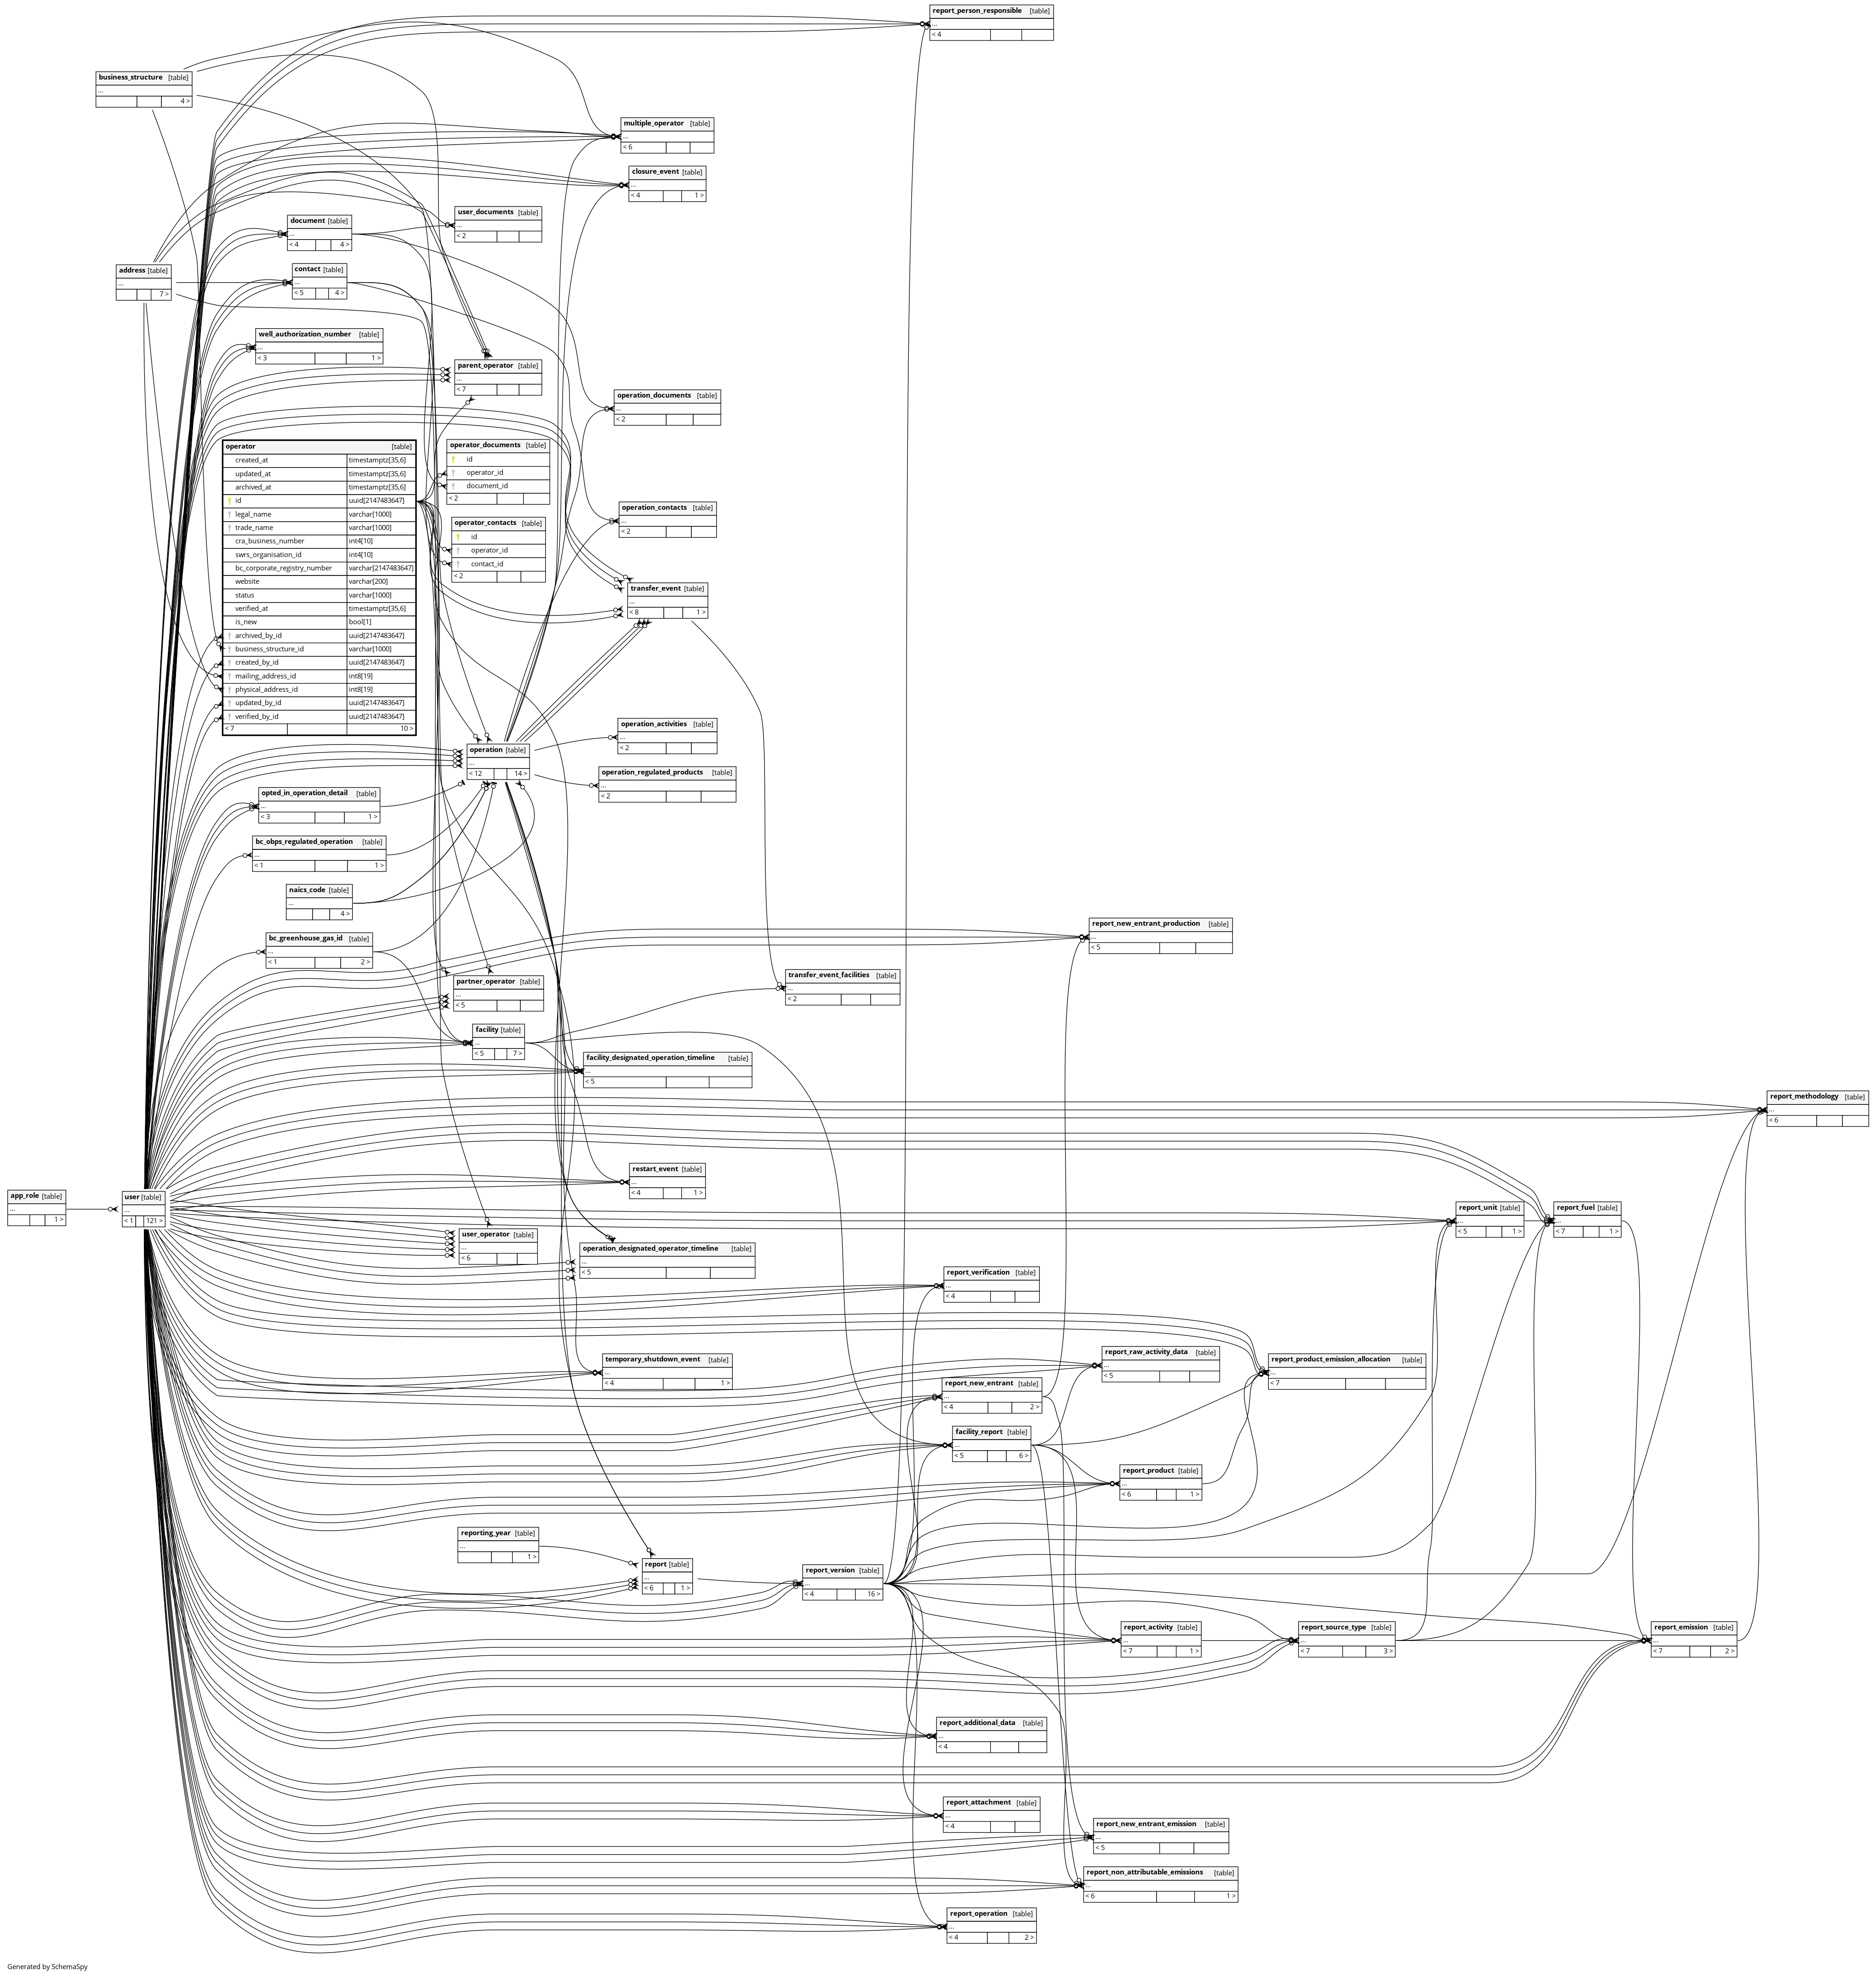 report_person_responsible [table]
...
< 4
business_structure [table]
...
4 >
multiple_operator [table]
...
< 6
closure_event [table]
...
< 4 1 >
user_documents [table]
...
< 2
document [table]
...
< 4 4 >
address [table]
...
7 >
contact [table]
...
< 5 4 >
well_authorization_number [table]
...
< 3 1 >
parent_operator [table]
...
< 7
operation_documents [table]
...
< 2
operator [table]
created_at timestamptz[35,6]
updated_at timestamptz[35,6]
archived_at timestamptz[35,6]
id uuid[2147483647]
legal_name varchar[1000]
trade_name varchar[1000]
cra_business_number int4[10]
swrs_organisation_id int4[10]
bc_corporate_registry_number varchar[2147483647]
website varchar[200]
status varchar[1000]
verified_at timestamptz[35,6]
is_new bool[1]
archived_by_id uuid[2147483647]
business_structure_id varchar[1000]
created_by_id uuid[2147483647]
mailing_address_id int8[19]
physical_address_id int8[19]
updated_by_id uuid[2147483647]
verified_by_id uuid[2147483647]
< 7 10 >
operator_documents [table]
id
operator_id
document_id
< 2
operator_contacts [table]
id
operator_id
contact_id
< 2
operation_contacts [table]
...
< 2
transfer_event [table]
...
< 8 1 >
operation_activities [table]
...
< 2
operation [table]
...
< 12 14 >
operation_regulated_products [table]
...
< 2
opted_in_operation_detail [table]
...
< 3 1 >
bc_obps_regulated_operation [table]
...
< 1 1 >
naics_code [table]
...
4 >
bc_greenhouse_gas_id [table]
...
< 1 2 >
report_new_entrant_production [table]
...
< 5
partner_operator [table]
...
< 5
transfer_event_facilities [table]
...
< 2
facility [table]
...
< 5 7 >
facility_designated_operation_timeline [table]
...
< 5
report_methodology [table]
...
< 6
restart_event [table]
...
< 4 1 >
app_role [table]
...
1 >
user [table]
...
< 1 121 >
report_unit [table]
...
< 5 1 >
report_fuel [table]
...
< 7 1 >
user_operator [table]
...
< 6
operation_designated_operator_timeline [table]
...
< 5
report_verification [table]
...
< 4
temporary_shutdown_event [table]
...
< 4 1 >
report_raw_activity_data [table]
...
< 5
report_product_emission_allocation [table]
...
< 7
report_new_entrant [table]
...
< 4 2 >
facility_report [table]
...
< 5 6 >
report_product [table]
...
< 6 1 >
reporting_year [table]
...
1 >
report [table]
...
< 6 1 >
report_version [table]
...
< 4 16 >
report_activity [table]
...
< 7 1 >
report_source_type [table]
...
< 7 3 >
report_emission [table]
...
< 7 2 >
report_additional_data [table]
...
< 4
report_attachment [table]
...
< 4
report_new_entrant_emission [table]
...
< 5
report_non_attributable_emissions [table]
...
< 6 1 >
report_operation [table]
...
< 4 2 >
Generated by SchemaSpy